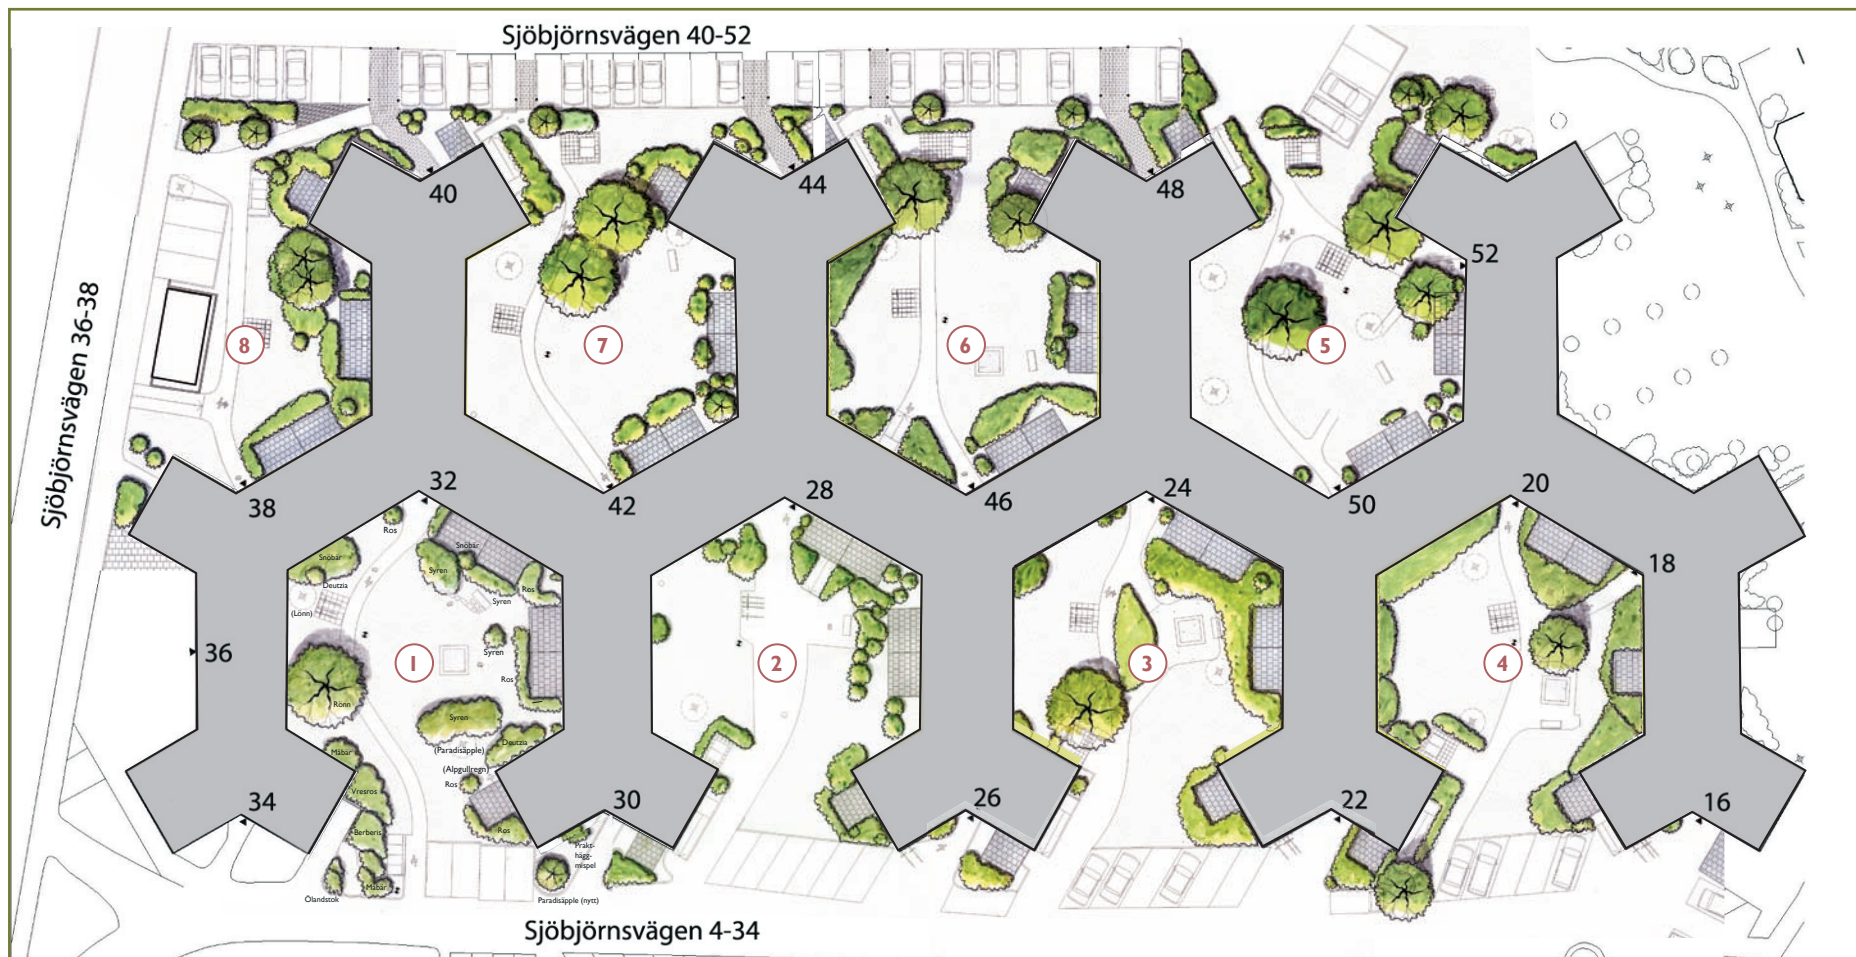 Sjöbjörnsvägen 40-52
40
44
48
52
Sjöbjörnsvägen 36-38
8
7
6
5
38
32
42
28
46
24
50
20
18
Ros
Snöbär
Snöbär
Syren
Deutzia
Syren
Ros
(Lönn)
36
Syren
1
2
3
4
Ros
Rönn
Syren
Deutzia
(Paradisäpple)
Måbär
(Alpgullregn)
Ros
Vresros
34
30
26
22
16
Berberis
Ros
Prakt-
hägg-
mispel
Måbär
Ölandstok
Paradisäpple (nytt)
Sjöbjörnsvägen 4-34